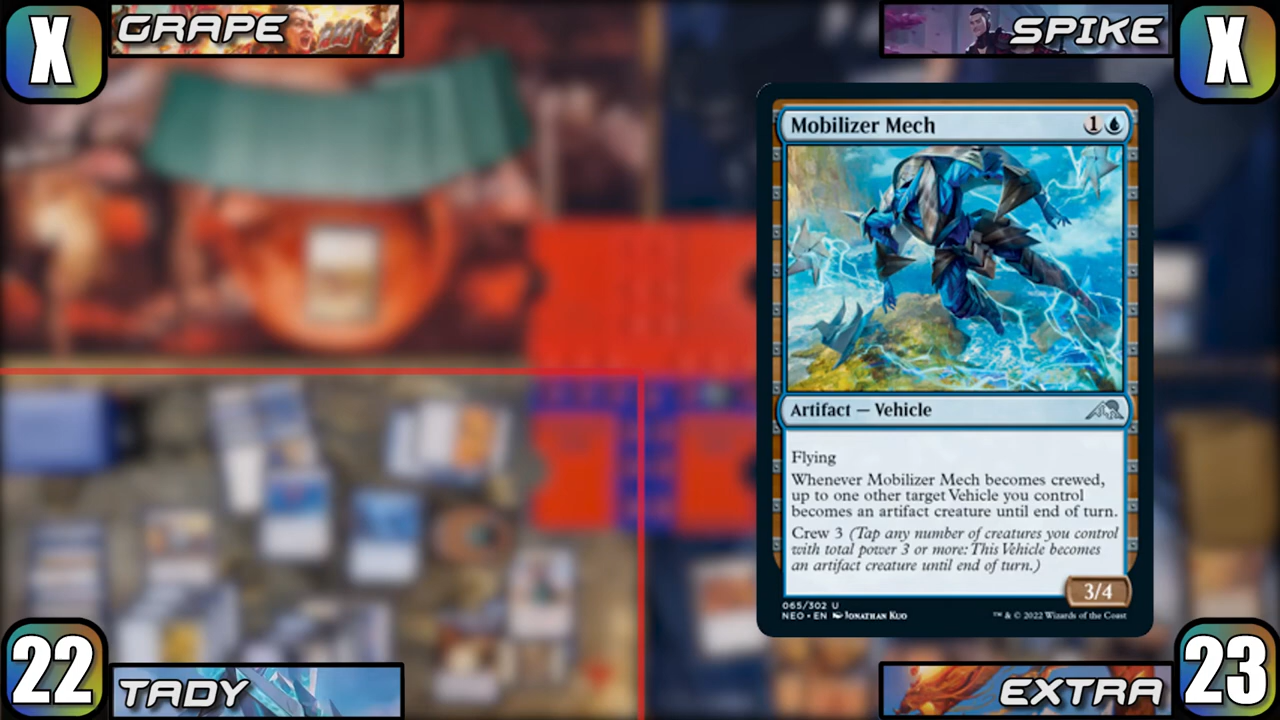 X
GRAPE
SPIKE
X
Mobilizer Mech
1
Artifact — Vehicle
Flying
Whenever Mobilizer Mech becomes crewed,
up to one other target Vehicle you control
becomes an artifact creature until end of turn.
Crew 3 (Tap any number of creatures you control
with total power 3 or more: This Vehicle becomes
an artifact creature until end of turn.)
3/4
065/302 U
NEO • EN Jonathan Kuo
™ & © 2022 Wizards of the Coast
22
TADY
EXTRA
23